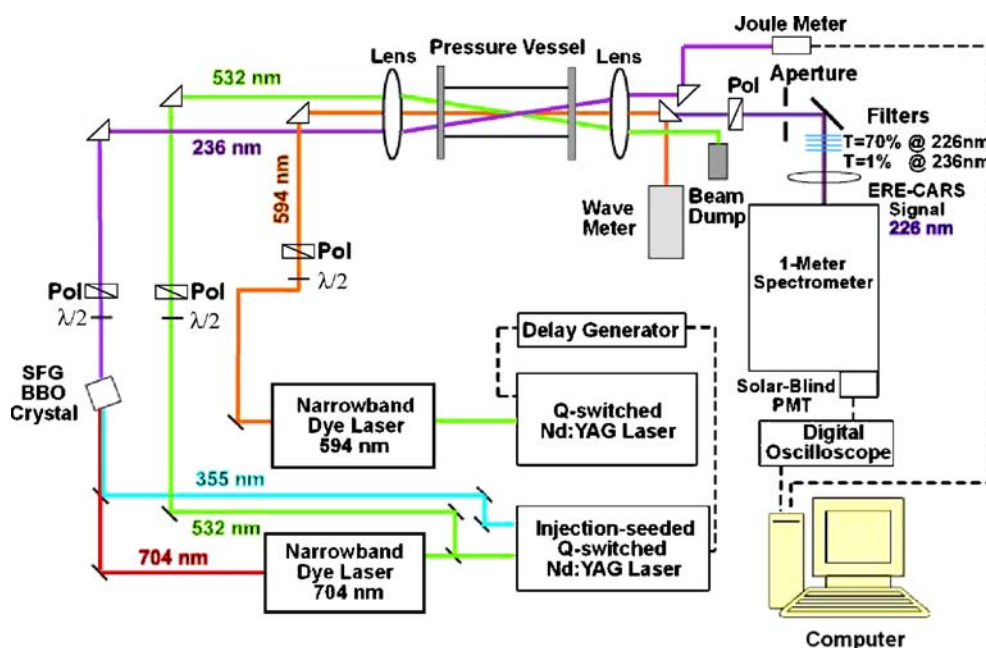 Joule Meter
Pressure Vessel
Lens
Lens
532 nm
Pol
Aperture
Filters
T=70% @ 226nm
T=1% @ 236nm
236 nm
594 nm
ERE-CARS
Signal
226 nm
Wave
Meter
Beam
Dump
1-Meter
Spectrometer
Pol
λ/2
Pol
λ/2
Pol
λ/2
Delay Generator
SFG
BBO
Crystal
Solar-Blind
PMT
Narrowband
Dye Laser
594 nm
Q-switched
Nd:YAG Laser
Digital
Oscilloscope
355 nm
532 nm
Injection-seeded
Q-switched
Nd:YAG Laser
704 nm
Narrowband
Dye Laser
704 nm
Computer